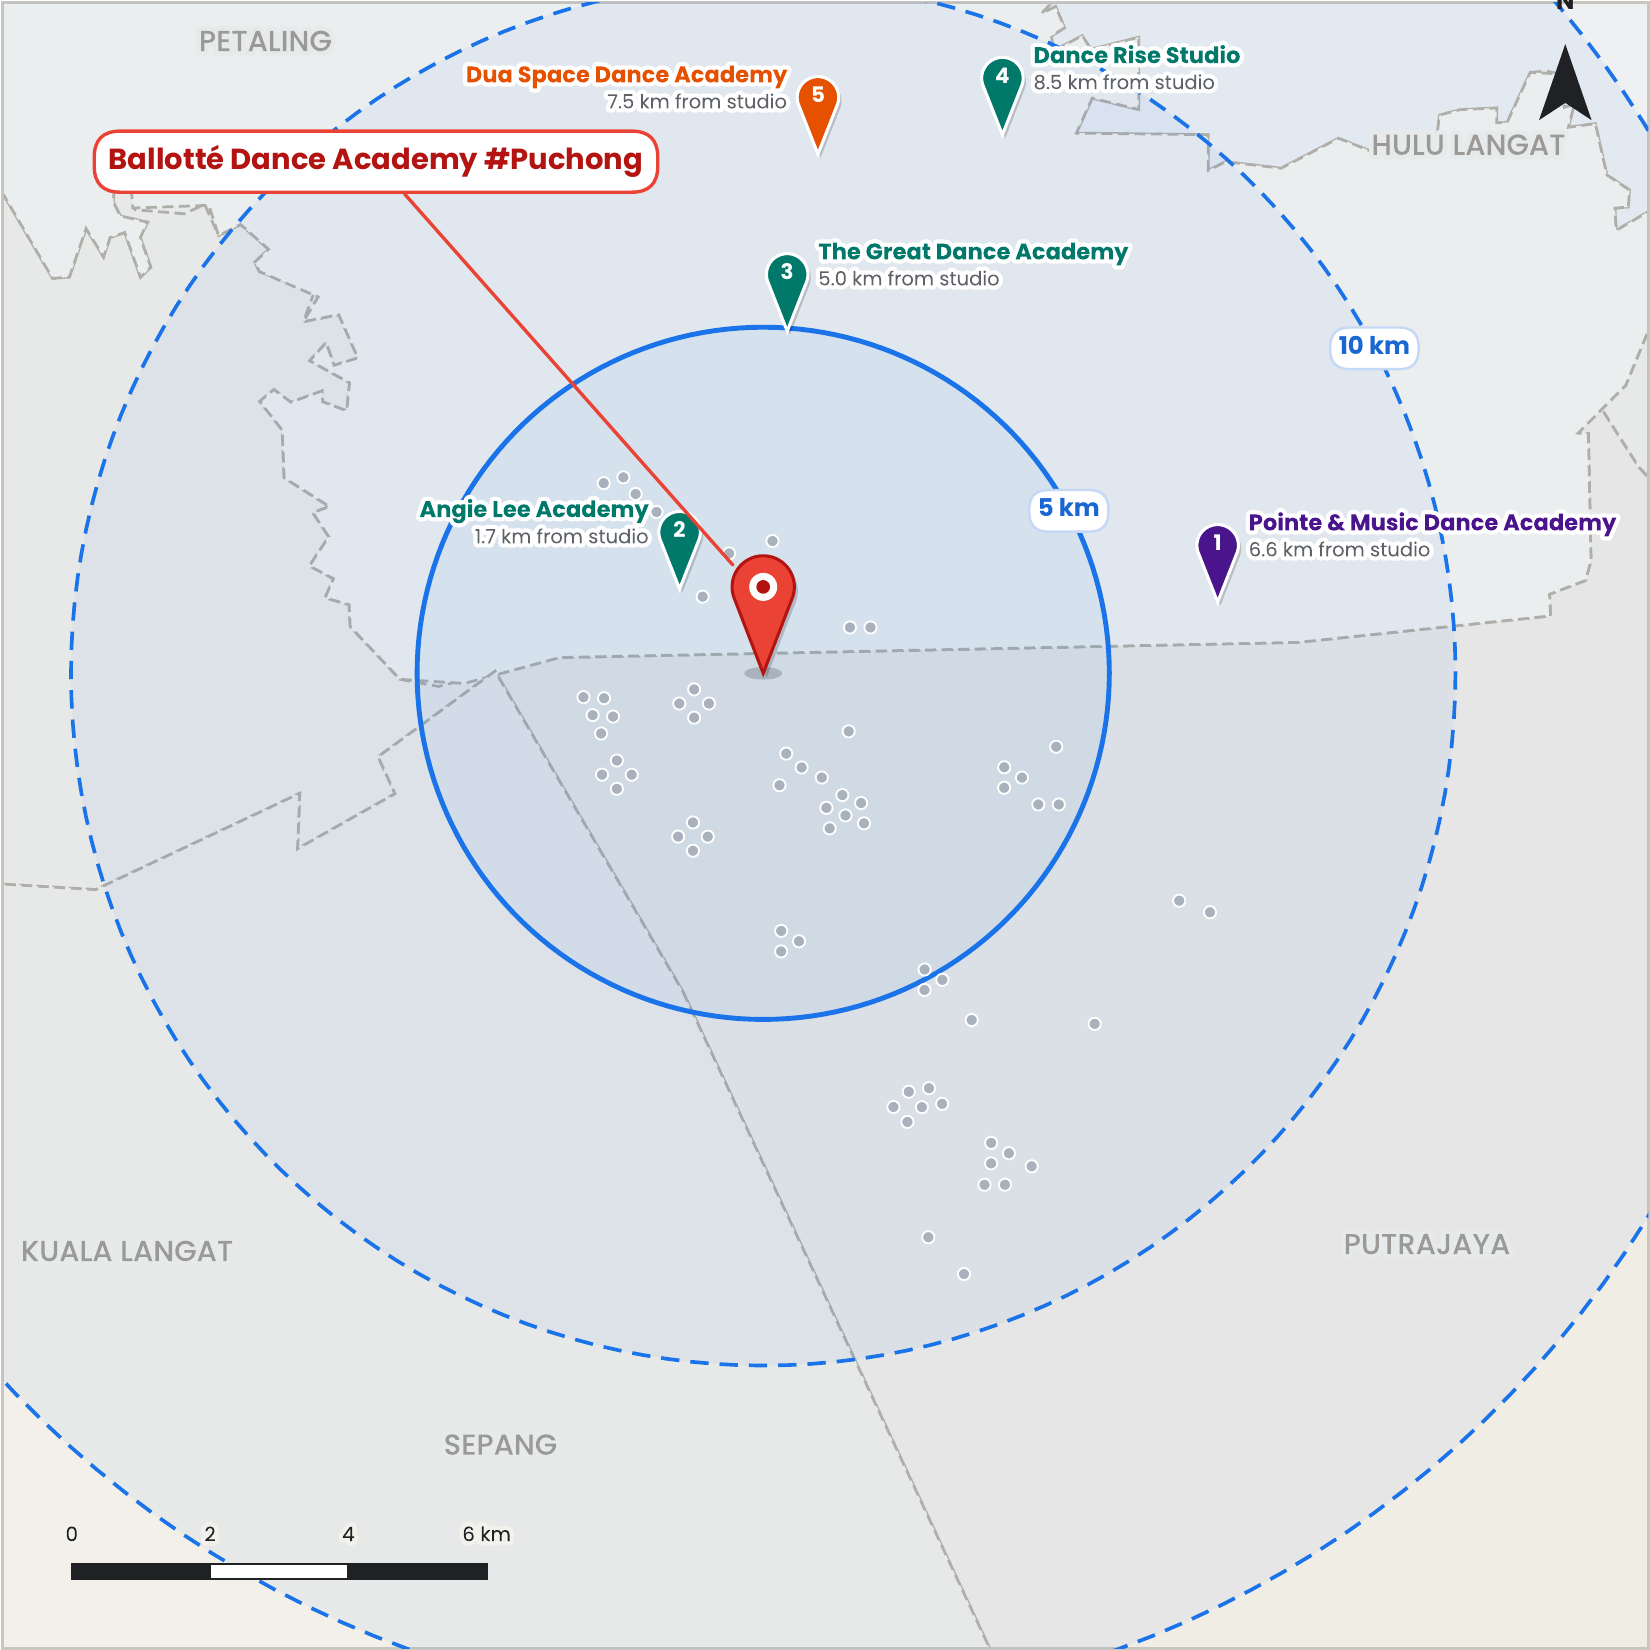 N
PETALING
Dance Rise Studio
8.5 km from studio
4
Dua Space Dance Academy
7.5 km from studio
5
HULU LANGAT
Ballotté Dance Academy #Puchong
The Great Dance Academy
5.0 km from studio
3
10 km
5 km
Angie Lee Academy
1.7 km from studio
2
Pointe & Music Dance Academy
6.6 km from studio
1
KUALA LANGAT
PUTRAJAYA
SEPANG
0 2 4 6 km